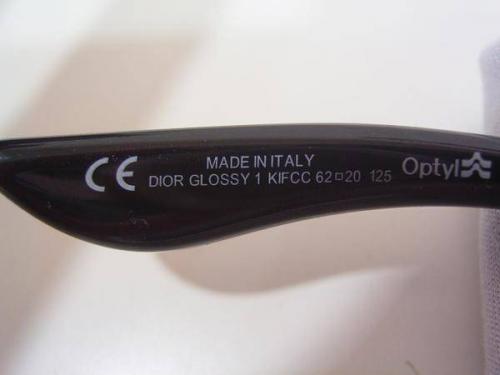 CE
MADE IN ITALY
DIOR GLOSSY 1 KIFCC 62□20 125
Optyl